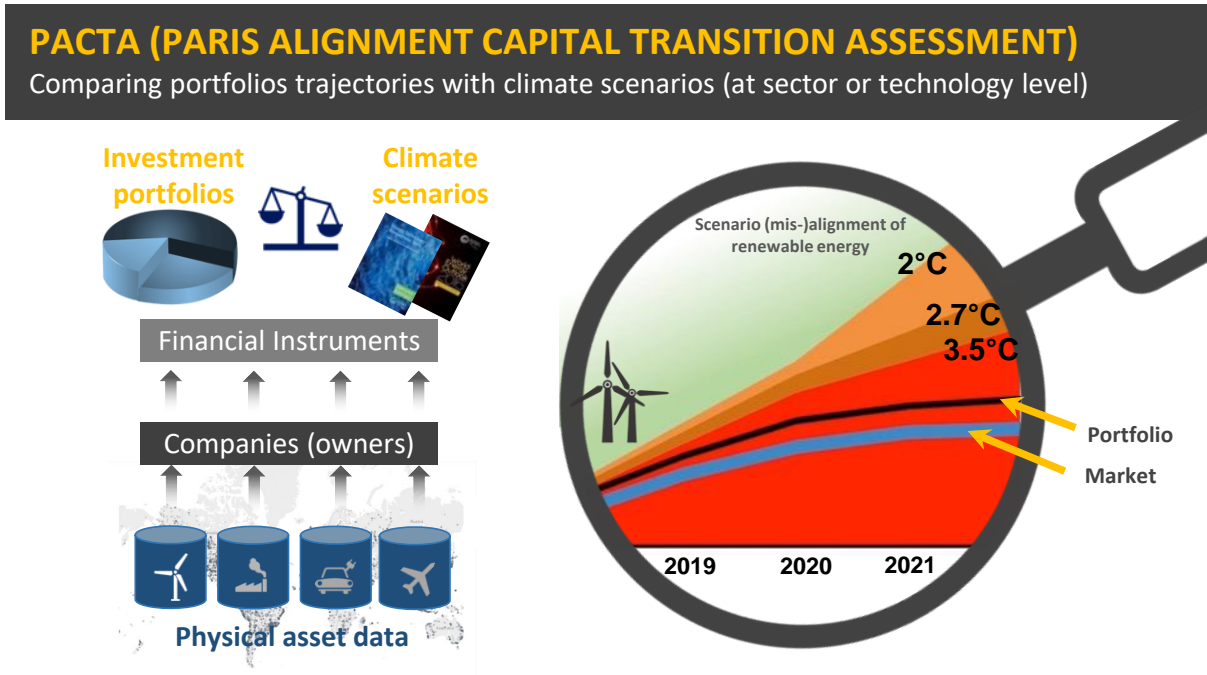 PACTA (PARIS ALIGNMENT CAPITAL TRANSITION ASSESSMENT)
Comparing portfolios trajectories with climate scenarios (at sector or technology level)
Investment
portfolios
Climate
scenarios
Financial Instruments
Companies (owners)
Physical asset data
Scenario (mis-)alignment of
renewable energy
2°C
2.7°C
3.5°C
Portfolio
Market
2019
2020
2021